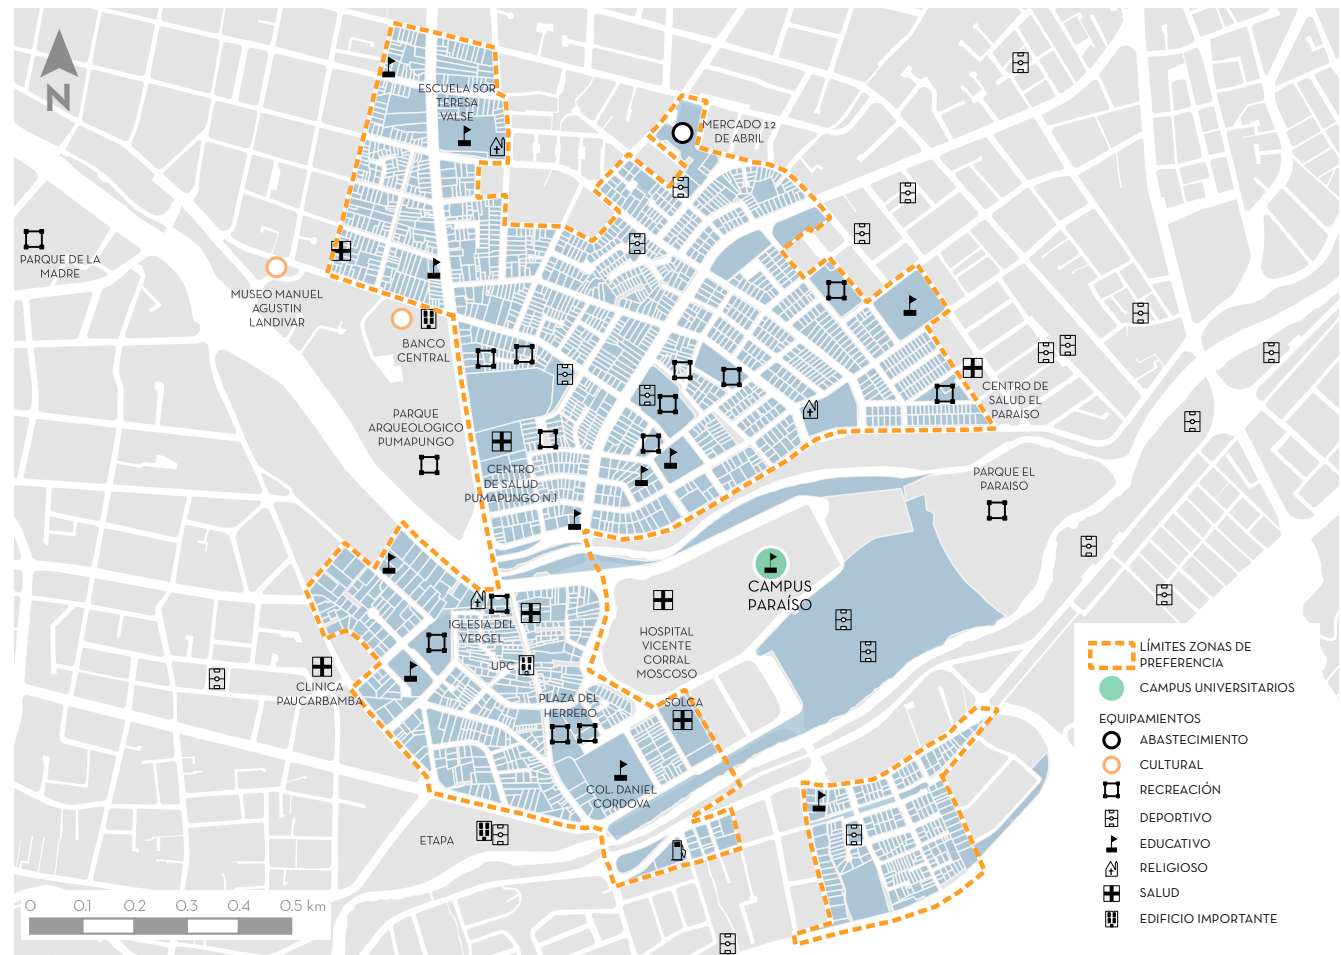 N
ESCUELA SOR
TERESA
VALSE
MERCADO 12
DE ABRIL
PARQUE DE LA
MADRE
MUSEO MANUEL
AGUSTIN
LANDIVAR
BANCO
CENTRAL
PARQUE
ARQUEOLOGICO
PUMAPUNGO
CENTRO DE
SALUD EL
PARAISO
CENTRO
DE SALUD
PUMAPUNGO N.1
PARQUE EL
PARAISO
CAMPUS
PARAÍSO
IGLESIA DEL
VERGEL
HOSPITAL
VICENTE
CORRAL
MOSCOSO
UPC
CLINICA
PAUCARBAMBA
PLAZA DEL
HERRERO
SOLCA
COL. DANIEL
CORDOVA
ETAPA
LÍMITES ZONAS DE
PREFERENCIA
CAMPUS UNIVERSITARIOS
EQUIPAMIENTOS
ABASTECIMIENTO
CULTURAL
RECREACIÓN
DEPORTIVO
EDUCATIVO
RELIGIOSO
SALUD
EDIFICIO IMPORTANTE
0 0.1 0.2 0.3 0.4 0.5 km